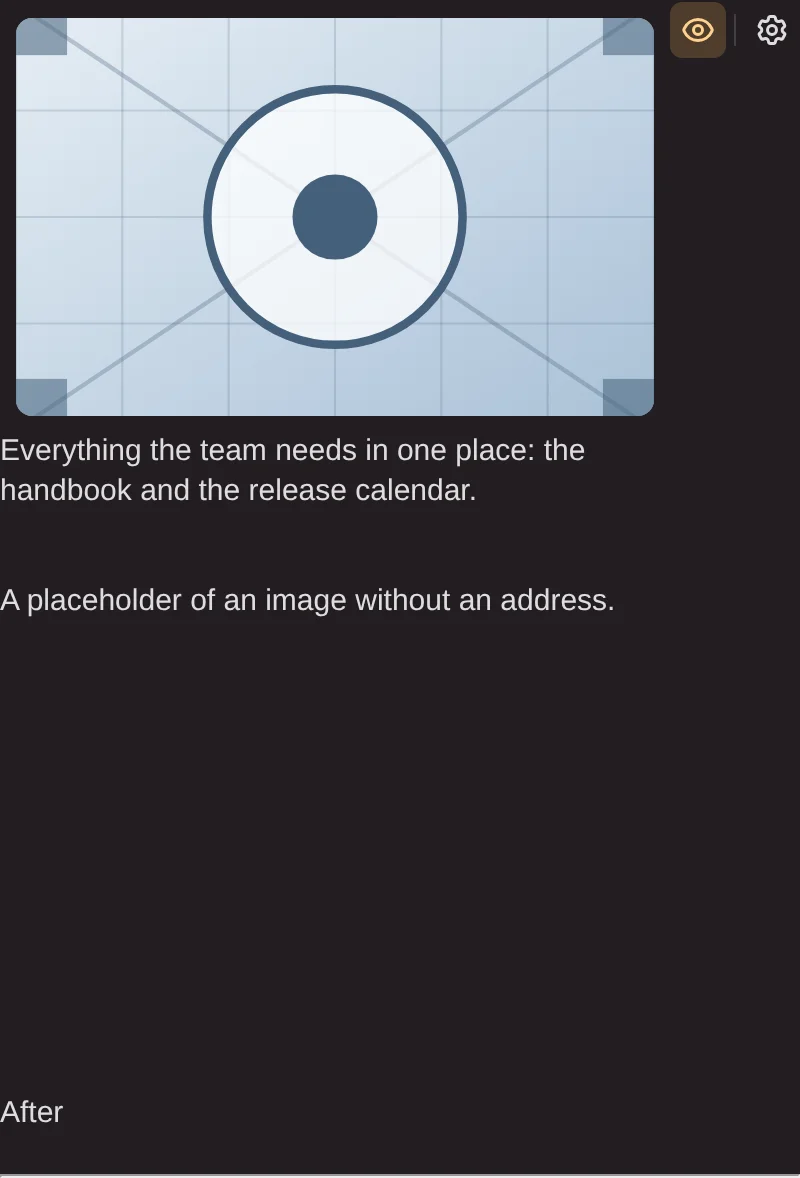 Everything the team needs in one place: the
handbook and the release calendar.
A placeholder of an image without an address.
After